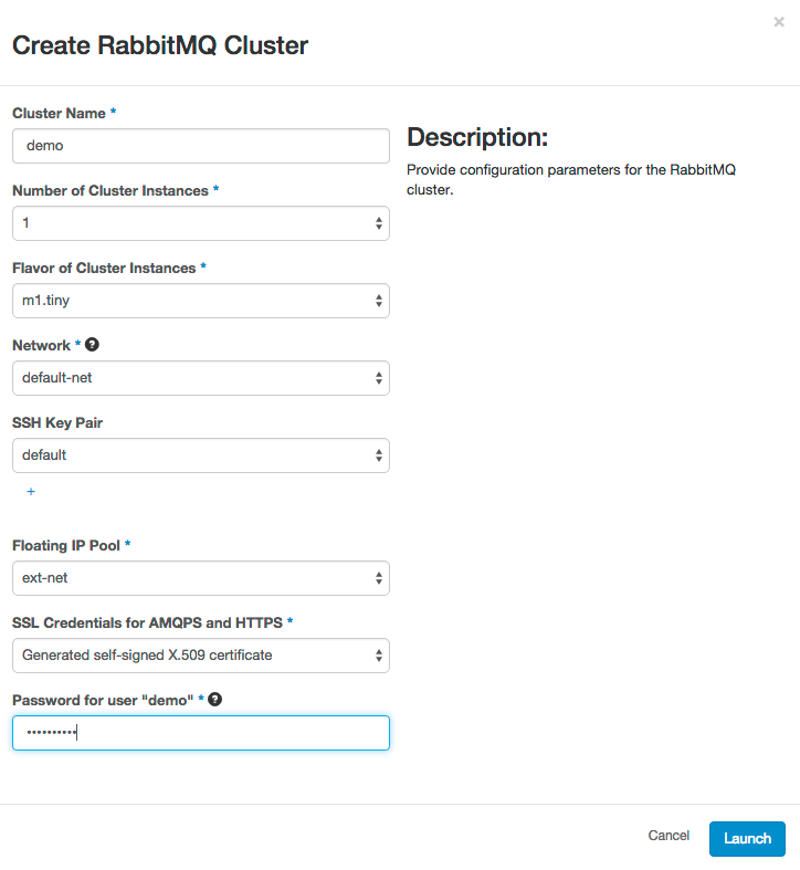 ×
Create RabbitMQ Cluster
Cluster Name *
demo
Number of Cluster Instances *
1
Flavor of Cluster Instances *
m1.tiny
Network * ?
default-net
SSH Key Pair
default
+
Floating IP Pool *
ext-net
SSL Credentials for AMQPS and HTTPS *
Generated self-signed X.509 certificate
Password for user "demo" * ?
••••••••••
Description:
Provide configuration parameters for the RabbitMQ
cluster.
Cancel
Launch